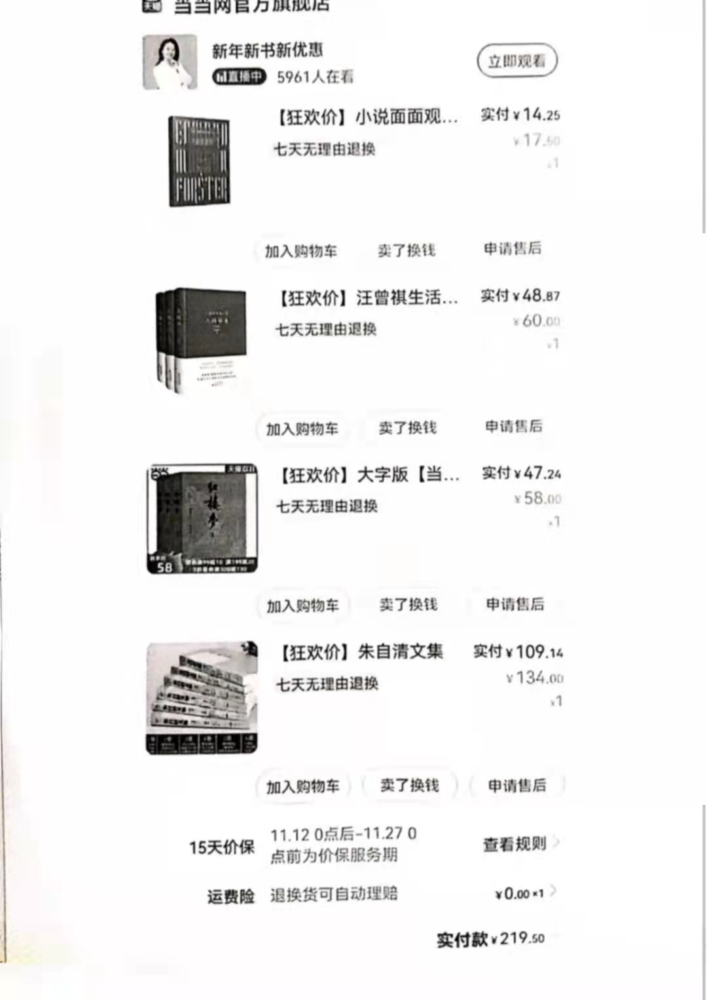 天猫 当当网官方旗舰店
新年新书新优惠
直播中 5961人在看
立即观看
【狂欢价】小说面面观... 实付¥14.25
七天无理由退换 ¥17.50
x1
FORSTER
加入购物车 卖了换钱 申请售后
【狂欢价】汪曾祺生活... 实付¥48.87
七天无理由退换 ¥60.00
x1
加入购物车 卖了换钱 申请售后
【狂欢价】大字版【当... 实付¥47.24
七天无理由退换 ¥58.00
x1
红楼梦
58
加入购物车 卖了换钱 申请售后
【狂欢价】朱自清文集 实付¥109.14
七天无理由退换 ¥134.00
x1
加入购物车 卖了换钱 申请售后
15天价保 11.12 0点后-11.27 0 查看规则
点前为价保服务期
运费险 退换货可自动理赔 ¥0.00×1
实付款¥219.50